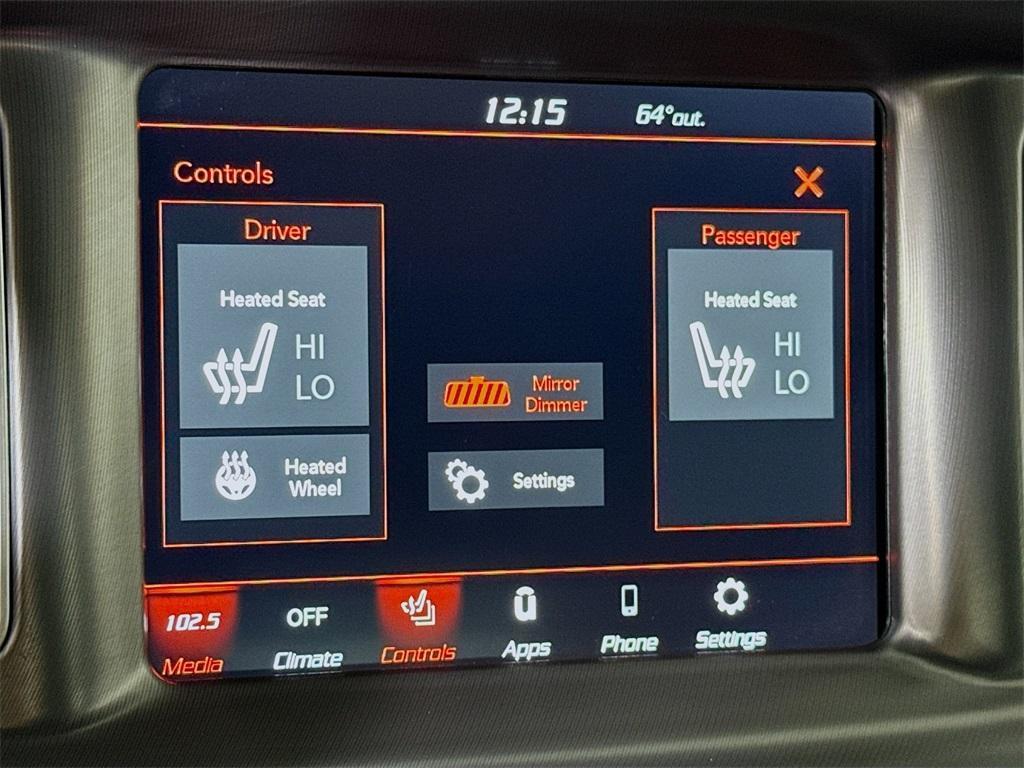 12:15 64°out.
Controls
Driver
Heated Seat
HI
LO
Heated
Wheel
Mirror
Dimmer
Settings
Passenger
Heated Seat
HI
LO
102.5 OFF
Media Climate Controls Apps Phone Settings